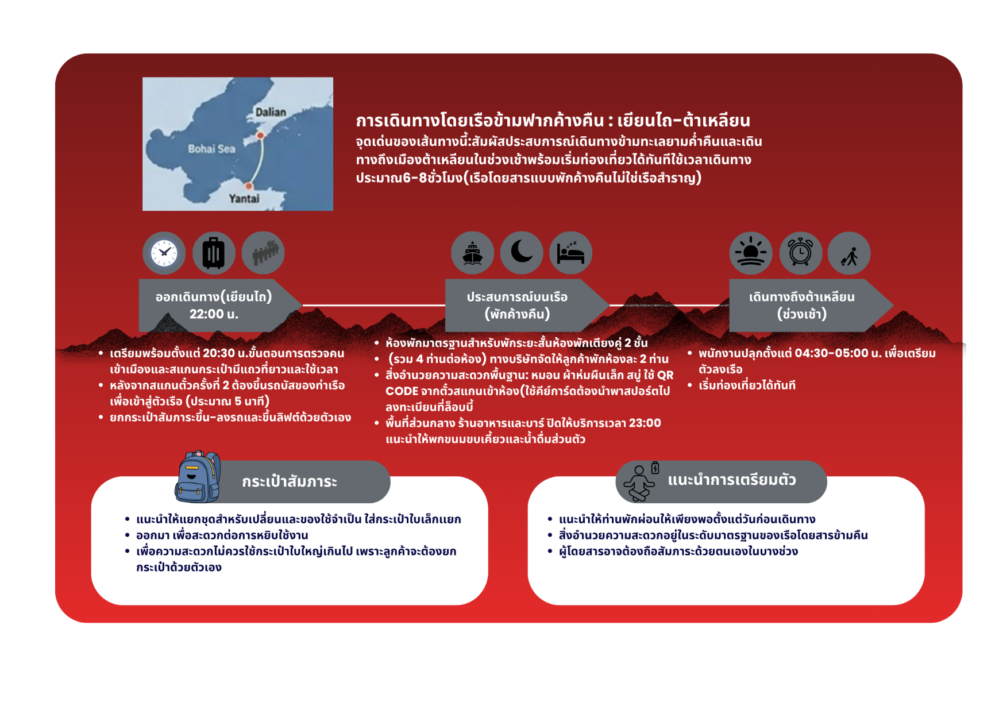 Dalian
Bohai Sea
Yantai
การเดินทางโดยเรือข้ามฟากค้างคืน : เยียนไถ-ต้าเหลียน
จุดเด่นของเส้นทางนี้:สัมผัสประสบการณ์เดินทางข้ามทะเลยามค่ำคืนและเดิน
ทางถึงเมืองต้าเหลียนในช่วงเช้าพร้อมเริ่มท่องเที่ยวได้ทันทีใช้เวลาเดินทาง
ประมาณ6-8ชั่วโมง(เรือโดยสารแบบพักค้างคืนไม่ใช่เรือสำราญ)
ออกเดินทาง(เยียนไถ)
22:00 น.
• เตรียมพร้อมตั้งแต่ 20:30 น.ขั้นตอนการตรวจคน
เข้าเมืองและสแกนกระเป๋ามีแถวที่ยาวและใช้เวลา
• หลังจากสแกนตั๋วครั้งที่ 2 ต้องขึ้นรถบัสของท่าเรือ
เพื่อเข้าสู่ตัวเรือ (ประมาณ 5 นาที)
• ยกกระเป๋าสัมภาระขึ้น-ลงรถและขึ้นลิฟต์ด้วยตัวเอง
ประสบการณ์บนเรือ
(พักค้างคืน)
• ห้องพักมาตรฐานสำหรับพักระยะสั้นห้องพักเตียงคู่ 2 ชั้น
• (รวม 4 ท่านต่อห้อง) ทางบริษัทจัดให้ลูกค้าพักห้องละ 2 ท่าน
• สิ่งอำนวยความสะดวกพื้นฐาน: หมอน ผ้าห่มผืนเล็ก สบู่ ใช้ QR
CODE จากตั๋วสแกนเข้าห้อง(ใช้คีย์การ์ดต้องนำพาสปอร์ตไป
ลงทะเบียนที่ล็อบบี้
• พื้นที่ส่วนกลาง ร้านอาหารและบาร์ ปิดให้บริการเวลา 23:00
แนะนำให้พกขนมขบเคี้ยวและน้ำดื่มส่วนตัว
เดินทางถึงต้าเหลียน
(ช่วงเช้า)
• พนักงานปลุกตั้งแต่ 04:30-05:00 น. เพื่อเตรียม
ตัวลงเรือ
• เริ่มท่องเที่ยวได้ทันที
กระเป๋าสัมภาระ
• แนะนำให้แยกชุดสำหรับเปลี่ยนและของใช้จำเป็น ใส่กระเป๋าใบเล็กแยก
• ออกมา เพื่อสะดวกต่อการหยิบใช้งาน
• เพื่อความสะดวกไม่ควรใช้กระเป๋าใบใหญ่เกินไป เพราะลูกค้าจะต้องยก
กระเป๋าด้วยตัวเอง
แนะนำการเตรียมตัว
• แนะนำให้ท่านพักผ่อนให้เพียงพอตั้งแต่วันก่อนเดินทาง
• สิ่งอำนวยความสะดวกอยู่ในระดับมาตรฐานของเรือโดยสารข้ามคืน
• ผู้โดยสารอาจต้องถือสัมภาระด้วยตนเองในบางช่วง